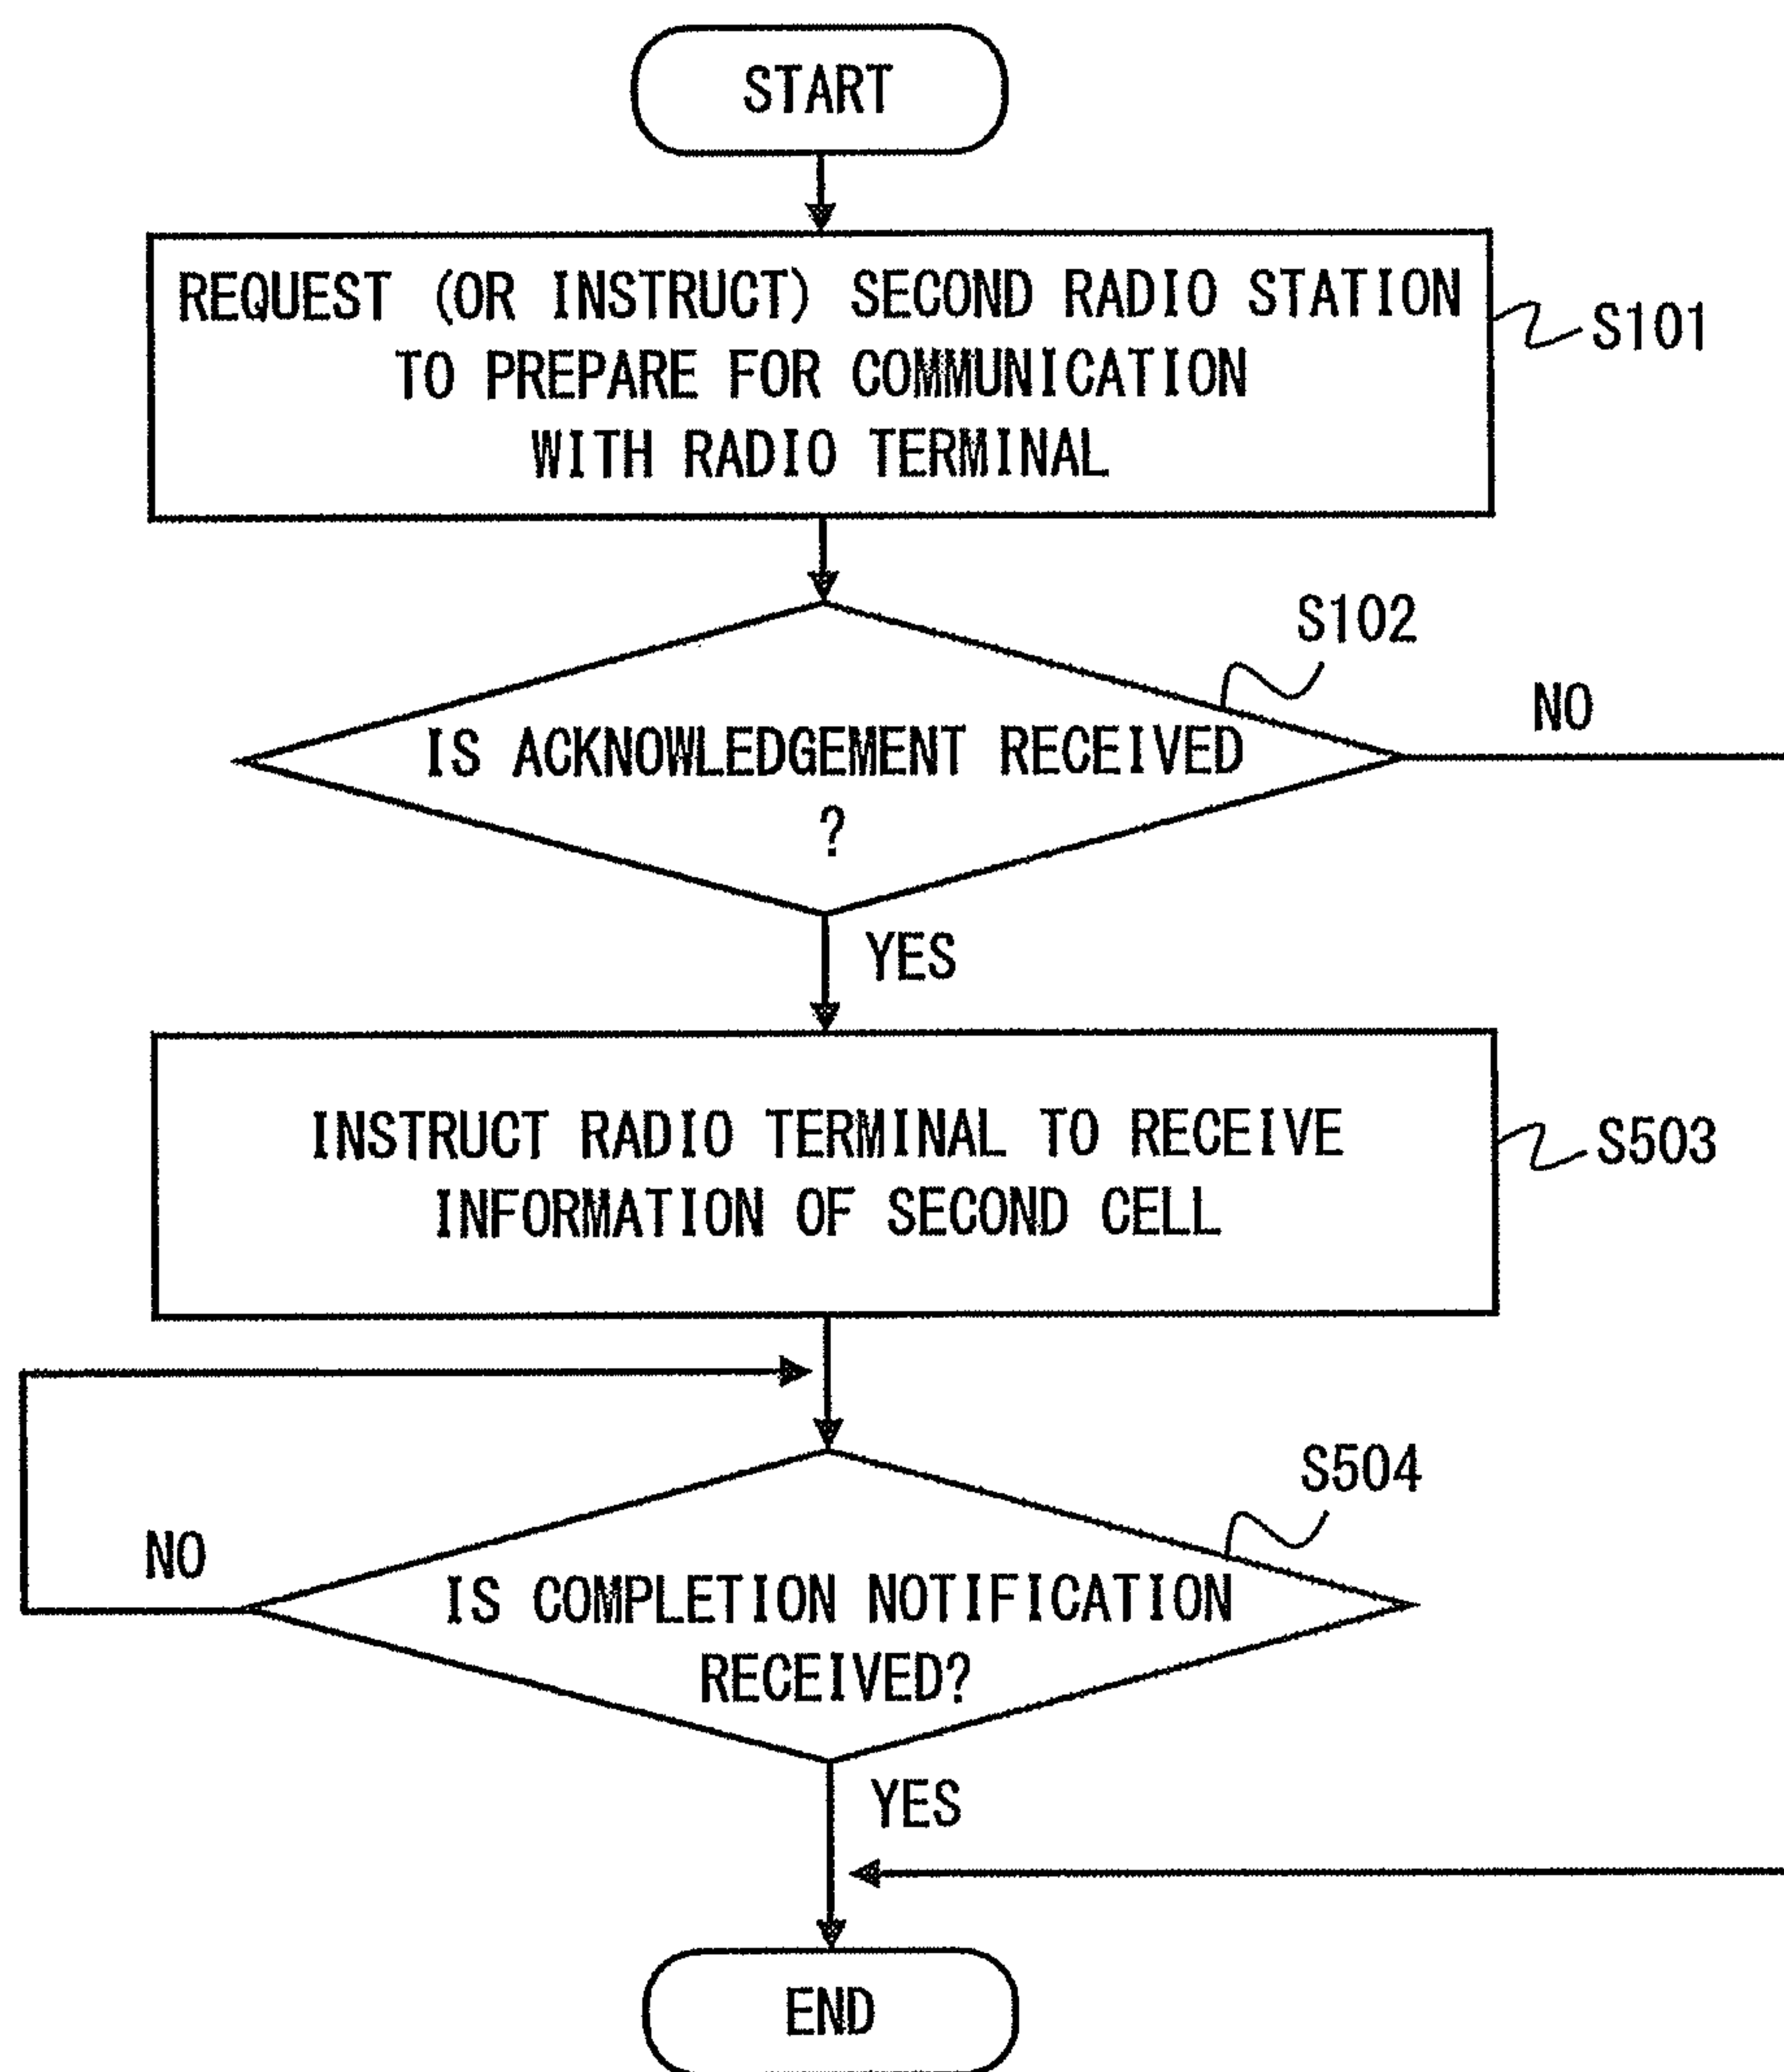 START
REQUEST (OR INSTRUCT) SECOND RADIO STATION
TO PREPARE FOR COMMUNICATION
WITH RADIO TERMINAL
S101
S102
IS ACKNOWLEDGEMENT RECEIVED
?
NO
YES
INSTRUCT RADIO TERMINAL TO RECEIVE
INFORMATION OF SECOND CELL
S503
S504
IS COMPLETION NOTIFICATION
RECEIVED?
NO
YES
END